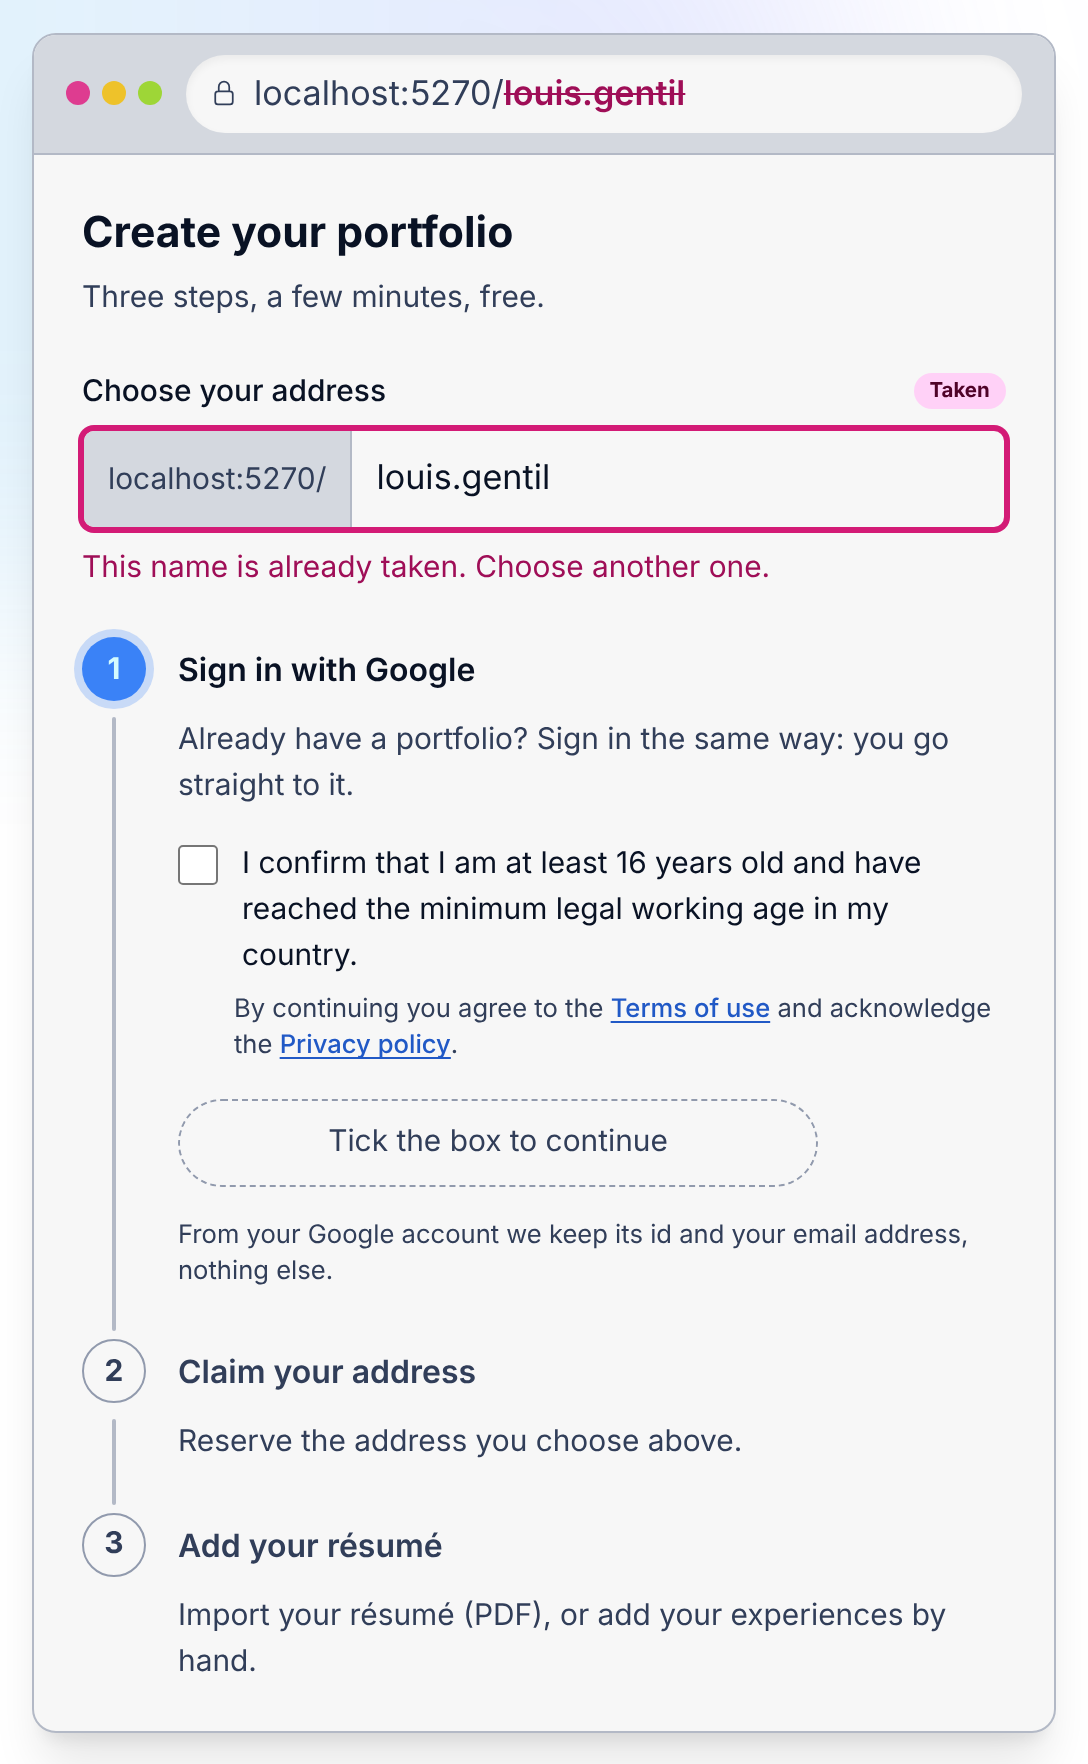 localhost:5270/louis.gentil
Create your portfolio
Three steps, a few minutes, free.
Choose your address
Taken
localhost:5270/
louis.gentil
This name is already taken. Choose another one.
1
Sign in with Google
Already have a portfolio? Sign in the same way: you go
straight to it.
I confirm that I am at least 16 years old and have
reached the minimum legal working age in my
country.
By continuing you agree to the Terms of use and acknowledge
the Privacy policy.
Tick the box to continue
From your Google account we keep its id and your email address,
nothing else.
2
Claim your address
Reserve the address you choose above.
3
Add your résumé
Import your résumé (PDF), or add your experiences by
hand.